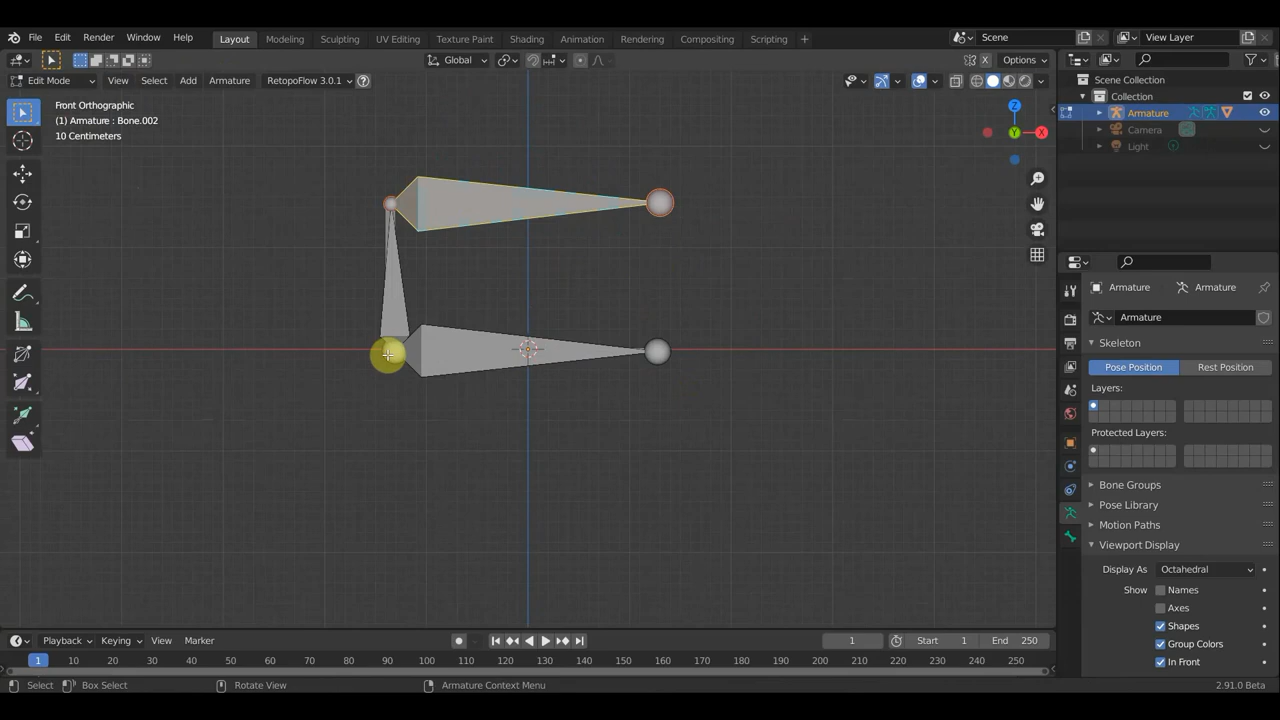 File Edit Render Window Help Layout Modeling Sculpting UV Editing Texture Paint Shading Animation Rendering Compositing Scripting + Scene View Layer
Global Options
Edit Mode View Select Add Armature RetopoFlow 3.0.1 ?
Front Orthographic
(1) Armature : Bone.002
10 Centimeters
Z
Y
X
Scene Collection
Collection
Armature
Camera
Light
Armature Armature
Armature
Skeleton
Pose Position Rest Position
Layers:
Protected Layers:
Bone Groups
Pose Library
Motion Paths
Viewport Display
Display As Octahedral
Show Names
Axes
Shapes
Group Colors
In Front
Playback Keying View Marker 1 Start 1 End 250
1 10 20 30 40 50 60 70 80 90 100 110 120 130 140 150 160 170 180 190 200 210 220 230 240 250
Select Box Select Rotate View Armature Context Menu 2.91.0 Beta